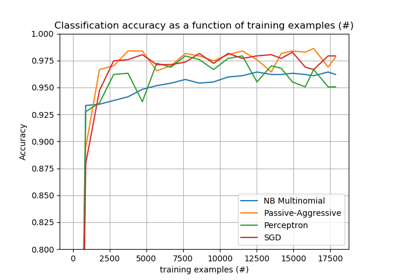 Classification accuracy as a function of training examples (#)
1.000
0.975
0.950
0.925
0.900
0.875
0.850
0.825
0.800
Accuracy
NB Multinomial
Passive-Aggressive
Perceptron
SGD
0 2500 5000 7500 10000 12500 15000 17500
training examples (#)